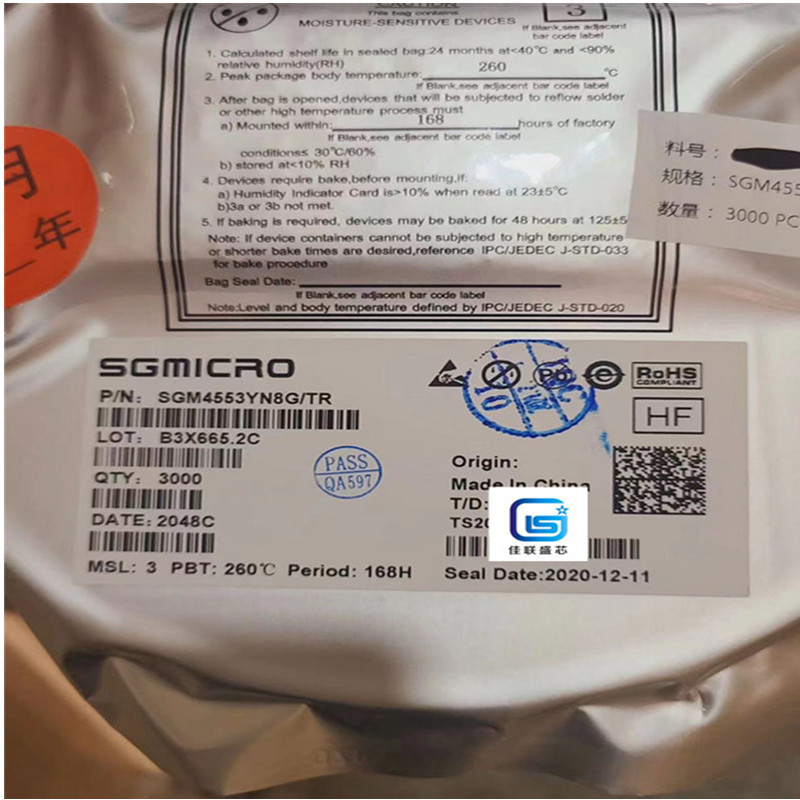 This bag contains
MOISTURE-SENSITIVE DEVICES
3
If Blank,see adjacent
bar code label
1. Calculated shelf life in sealed bag:24 months at<40℃ and <90%
relative humidity(RH)
2. Peak package body temperature: 260 ℃
If Blank,see adjacent bar code label
3. After bag is opened,devices that will be subjected to reflow solder
or other high temperature process must
a) Mounted within: 168 hours of factory
If Blank,see adjacent bar code label
conditions≤ 30℃/60%
b) stored at<10% RH
4. Devices require bake,before mounting,if:
a) Humidity Indicator Card is>10% when read at 23±5℃
b)3a or 3b not met.
5. If baking is required, devices may be baked for 48 hours at 125±5
Note: If device containers cannot be subjected to high temperature
or shorter bake times are desired,reference IPC/JEDEC J-STD-033
for bake procedure
Bag Seal Date:
If Blank,see adjacent bar code label
Note:Level and body temperature defined by IPC/JEDEC J-STD-020
月
年
料号：
规格： SGM455
数量： 3000 PC
SGMICRO
P/N: SGM4553YN8G/TR
LOT: B3X665.2C
QTY: 3000
DATE: 2048C
MSL: 3 PBT: 260℃ Period: 168H
PASS
QA597
Pb
e
RoHS
COMPLIANT
HF
Origin:
Made In China
T/D:
TS20
佳联盛芯
Seal Date:2020-12-11